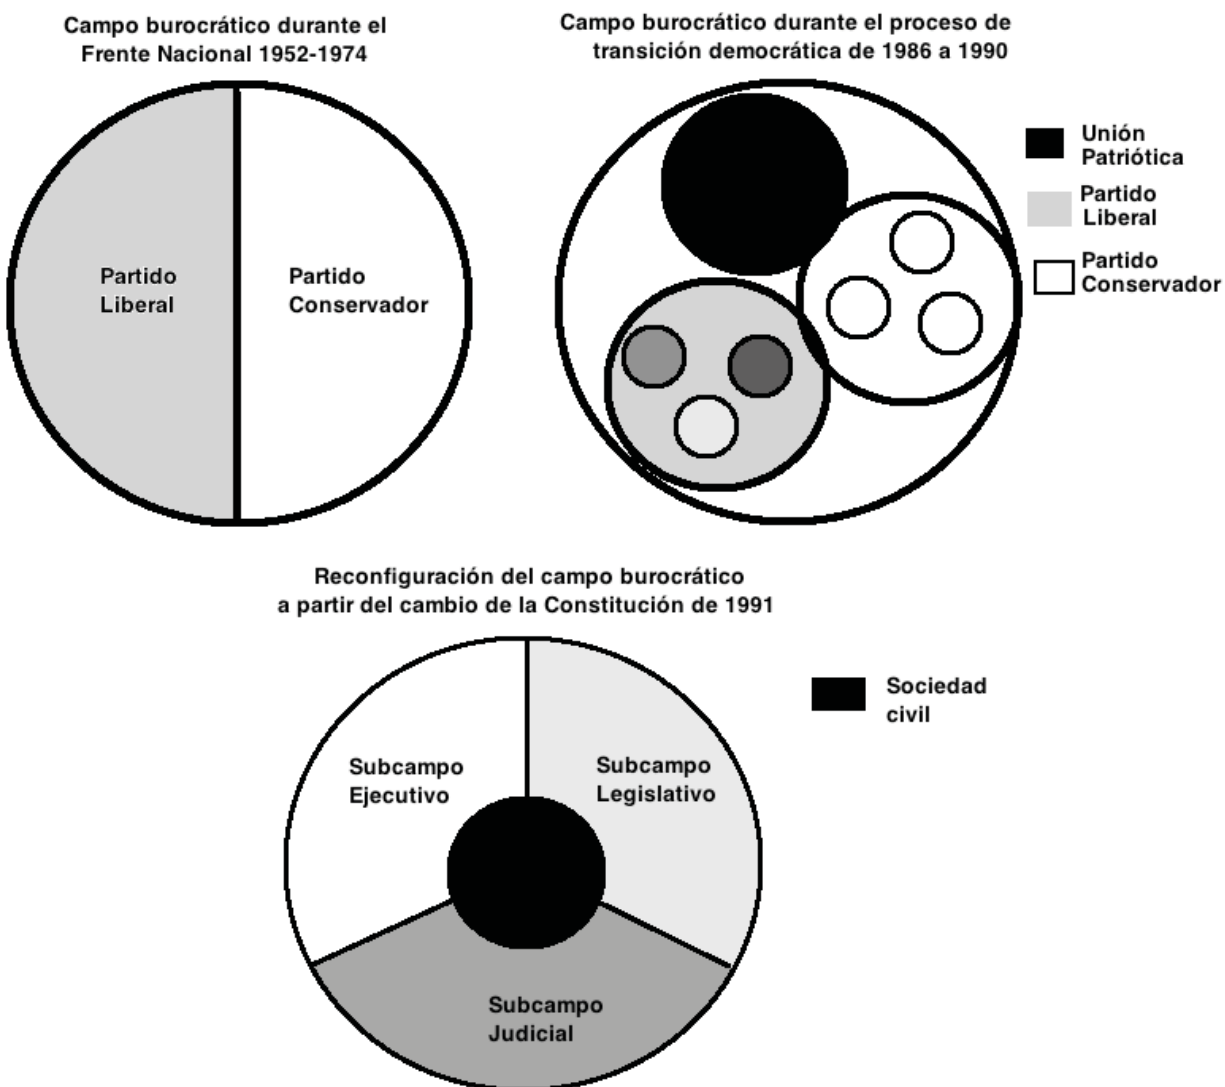 Campo burocrático durante el
Frente Nacional 1952-1974
Partido
Liberal
Partido
Conservador
Campo burocrático durante el proceso de
transición democrática de 1986 a 1990
Unión
Patriótica
Partido
Liberal
Partido
Conservador
Reconfiguración del campo burocrático
a partir del cambio de la Constitución de 1991
Subcampo
Ejecutivo
Subcampo
Legislativo
Subcampo
Judicial
Sociedad
civil